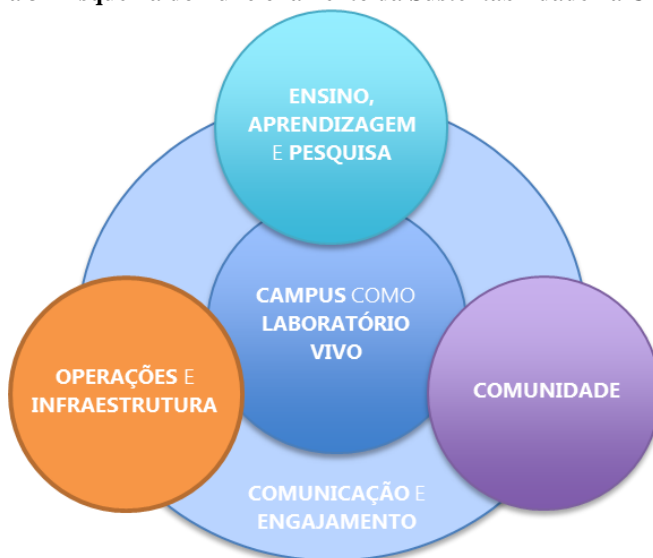 ENSINO,
APRENDIZAGEM
E PESQUISA
CAMPUS COMO
LABORATÓRIO
VIVO
OPERAÇÕES E
INFRAESTRUTURA
COMUNIDADE
COMUNICAÇÃO E
ENGAJAMENTO